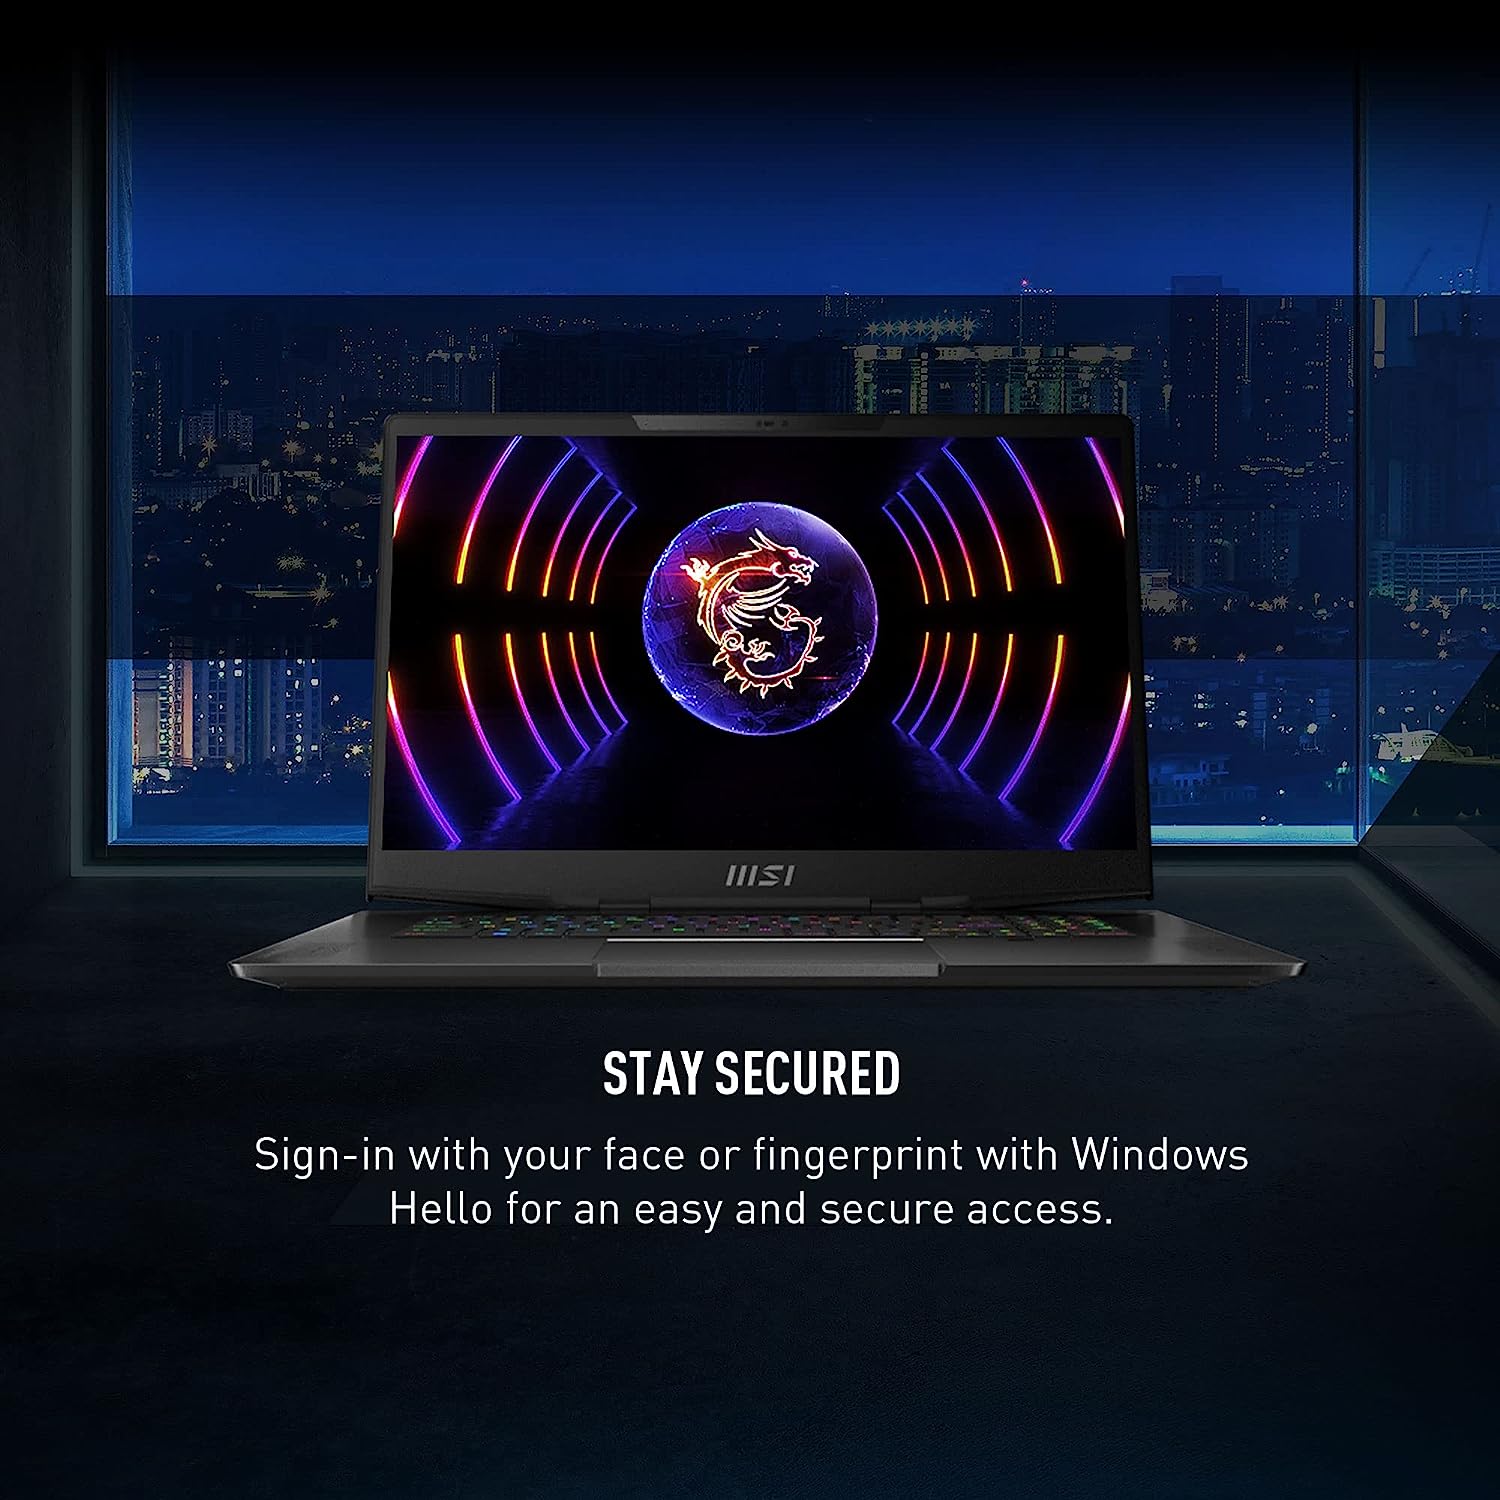 msi
STAY SECURED
Sign-in with your face or fingerprint with Windows
Hello for an easy and secure access.